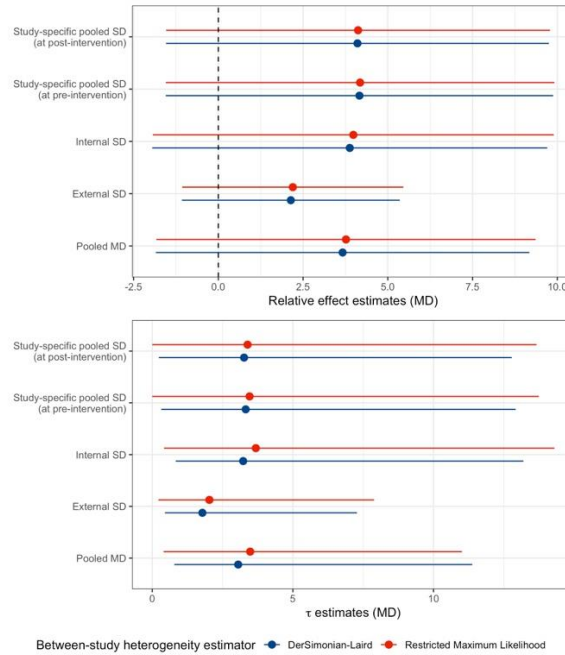 Study-specific pooled SD
(at post-intervention)
Study-specific pooled SD
(at pre-intervention)
Internal SD
External SD
Pooled MD
-2.5 0.0 2.5 5.0 7.5 10.0
Relative effect estimates (MD)
Study-specific pooled SD
(at post-intervention)
Study-specific pooled SD
(at pre-intervention)
Internal SD
External SD
Pooled MD
0 5 10
τ estimates (MD)
Between-study heterogeneity estimator DerSimonian-Laird Restricted Maximum Likelihood